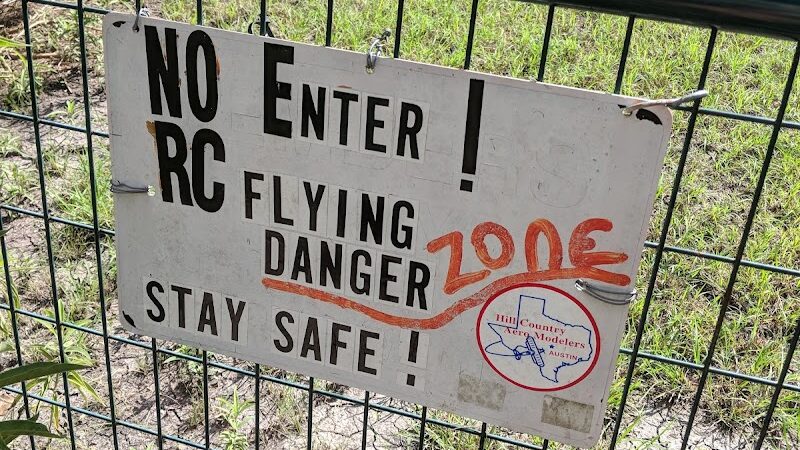 NO ENTER !
RC FLYING
DANGER ZONE
STAY SAFE !
Hill Country
Aero Modelers
AUSTIN